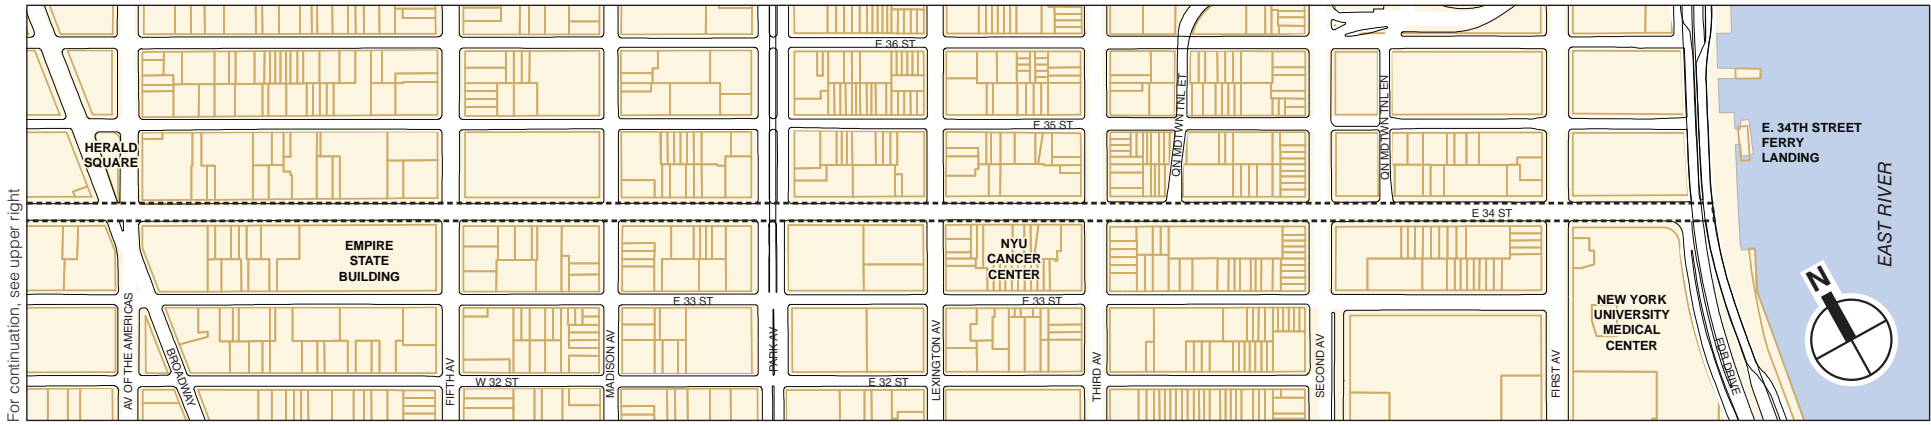 E 36 ST
QN MDTWN TNL ET
QN MDTWN TNL EN
E 35 ST
E. 34TH STREET
FERRY
LANDING
HERALD
SQUARE
EAST RIVER
For continuation, see upper right
E 34 ST
EMPIRE
STATE
BUILDING
NYU
CANCER
CENTER
N
E 33 ST
E 33 ST
NEW YORK
UNIVERSITY
MEDICAL
CENTER
AV OF THE AMERICAS
BROADWAY
FIFTH AV
MADISON AV
PARK AV
LEXINGTON AV
THIRD AV
SECOND AV
FIRST AV
FDR DRIVE
W 32 ST
E 32 ST